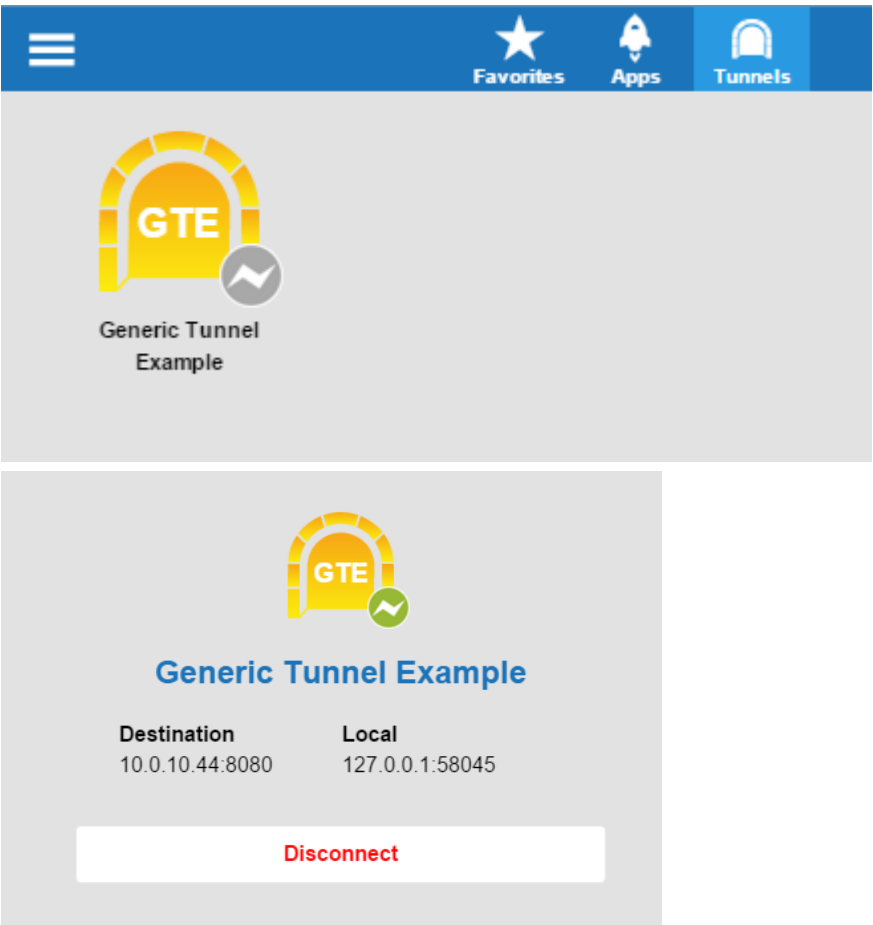 Favorites Apps Tunnels
GTE
Generic Tunnel
Example
GTE
Generic Tunnel Example
Destination Local
10.0.10.44:8080 127.0.0.1:58045
Disconnect